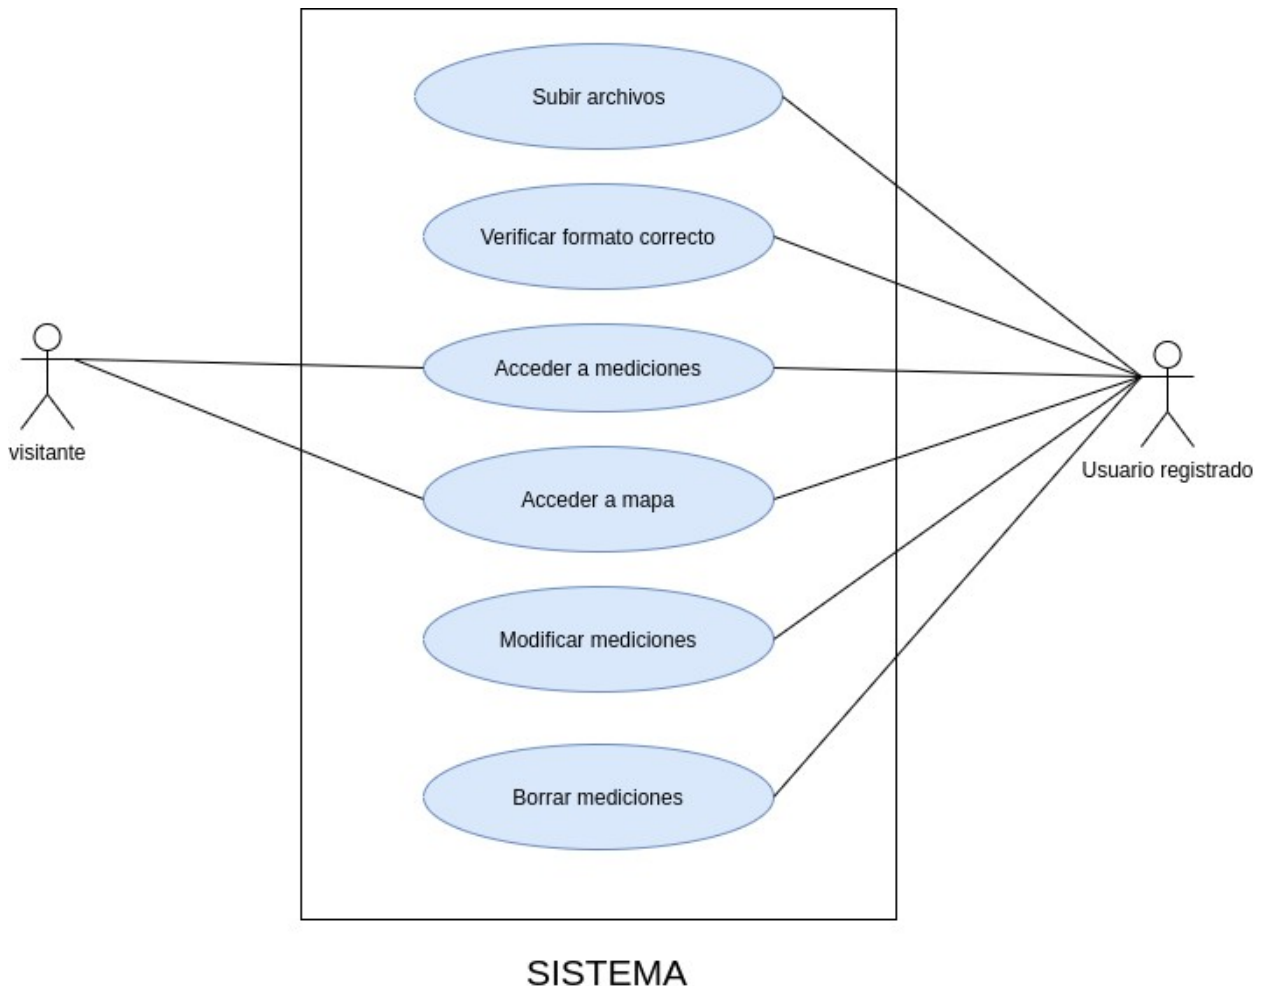 Subir archivos
Verificar formato correcto
Acceder a mediciones
visitante
Usuario registrado
Acceder a mapa
Modificar mediciones
Borrar mediciones
SISTEMA